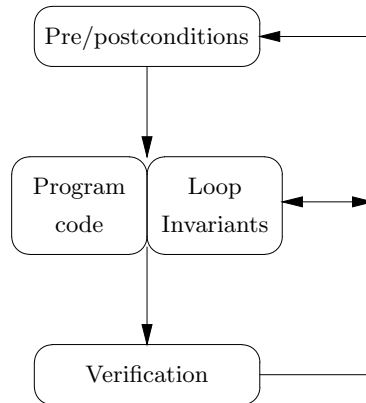 Pre/postconditions
Program
code
Loop
Invariants
Verification